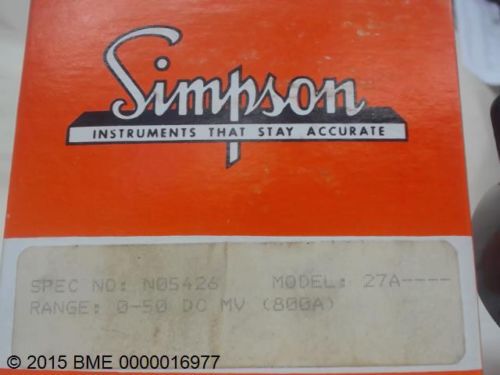 Simpson
INSTRUMENTS THAT STAY ACCURATE
SPEC NO: N05426 MODEL: 27A----
RANGE: 0-50 DC MV (800A)
© 2015 BME 0000016977